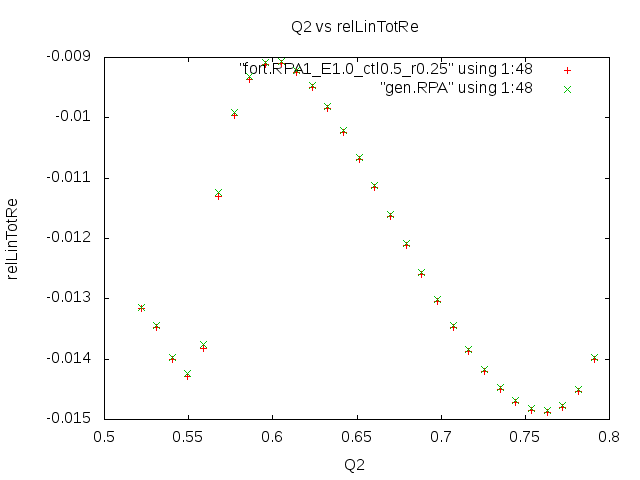 Q2 vs relLinTotRe
"fort.RPA1_E1.0_ctl0.5_r0.25" using 1:48
"gen.RPA" using 1:48
relLinTotRe
-0.009
-0.01
-0.011
-0.012
-0.013
-0.014
-0.015
0.5
0.55
0.6
0.65
0.7
0.75
0.8
Q2